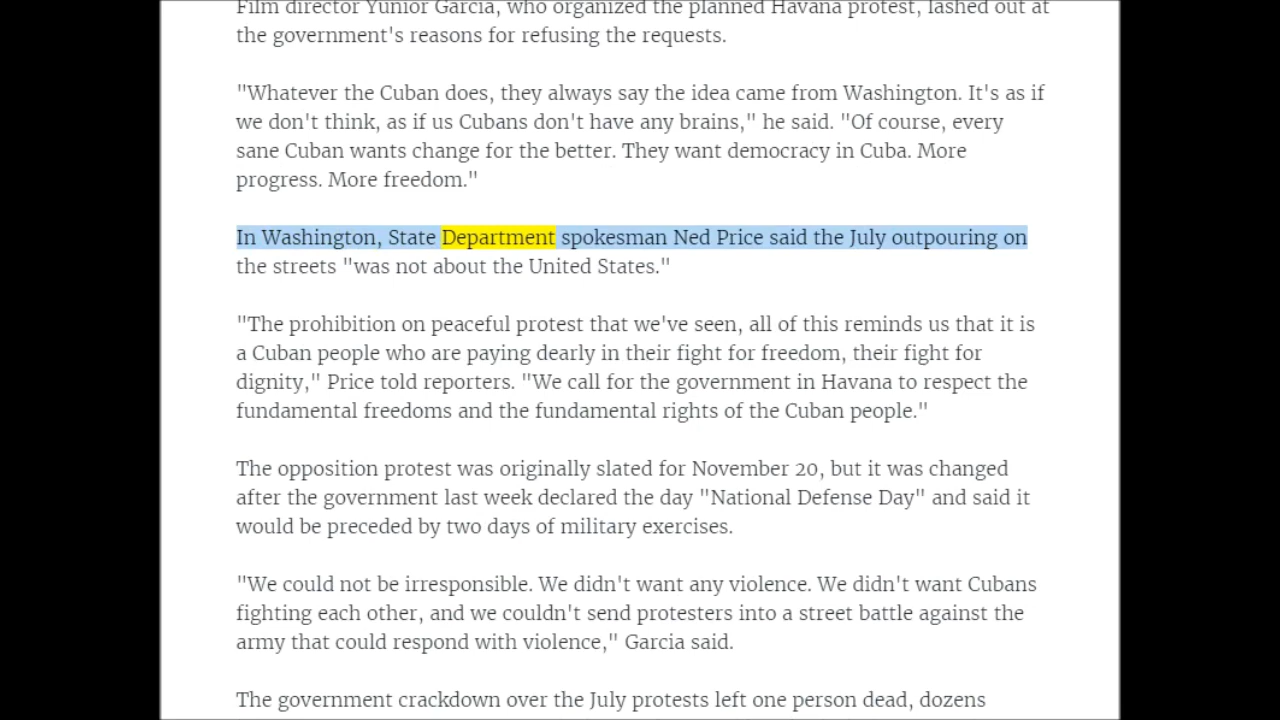 Film director Yunior Garcia, who organized the planned Havana protest, lashed out at
the government's reasons for refusing the requests.
"Whatever the Cuban does, they always say the idea came from Washington. It's as if
we don't think, as if us Cubans don't have any brains," he said. "Of course, every
sane Cuban wants change for the better. They want democracy in Cuba. More
progress. More freedom."
In Washington, State Department spokesman Ned Price said the July outpouring on
the streets "was not about the United States."
"The prohibition on peaceful protest that we've seen, all of this reminds us that it is
a Cuban people who are paying dearly in their fight for freedom, their fight for
dignity," Price told reporters. "We call for the government in Havana to respect the
fundamental freedoms and the fundamental rights of the Cuban people."
The opposition protest was originally slated for November 20, but it was changed
after the government last week declared the day "National Defense Day" and said it
would be preceded by two days of military exercises.
"We could not be irresponsible. We didn't want any violence. We didn't want Cubans
fighting each other, and we couldn't send protesters into a street battle against the
army that could respond with violence," Garcia said.
The government crackdown over the July protests left one person dead, dozens